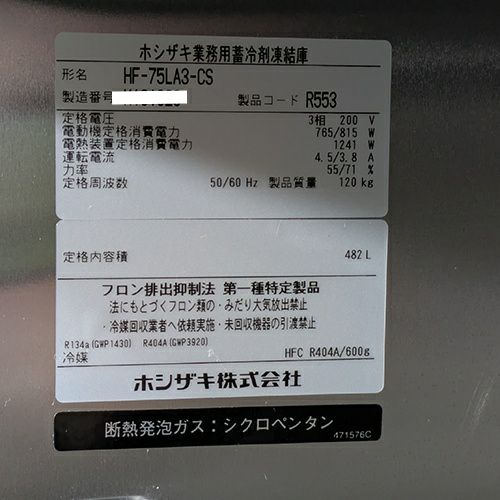 ホシザキ業務用蓄冷剤凍結庫
形名 HF-75LA3-CS
製造番号 製品コード R553
定格電圧 3相 200 V
電動機定格消費電力 765/815 W
電熱装置定格消費電力 1241 W
運転電流 4.5/3.8 A
力率 55/71 %
定格周波数 50/60 Hz 製品質量 120 kg
定格内容積 482 L
フロン排出抑制法 第一種特定製品
法にもとづくフロン類の・みだり大気放出禁止
・冷媒回収業者へ依頼実施・未回収機器の引渡禁止
R134a(GWP1430) R404A(GWP3920)
冷媒 HFC R404A/600g
ホシザキ株式会社
断熱発泡ガス：シクロペンタン
471576C